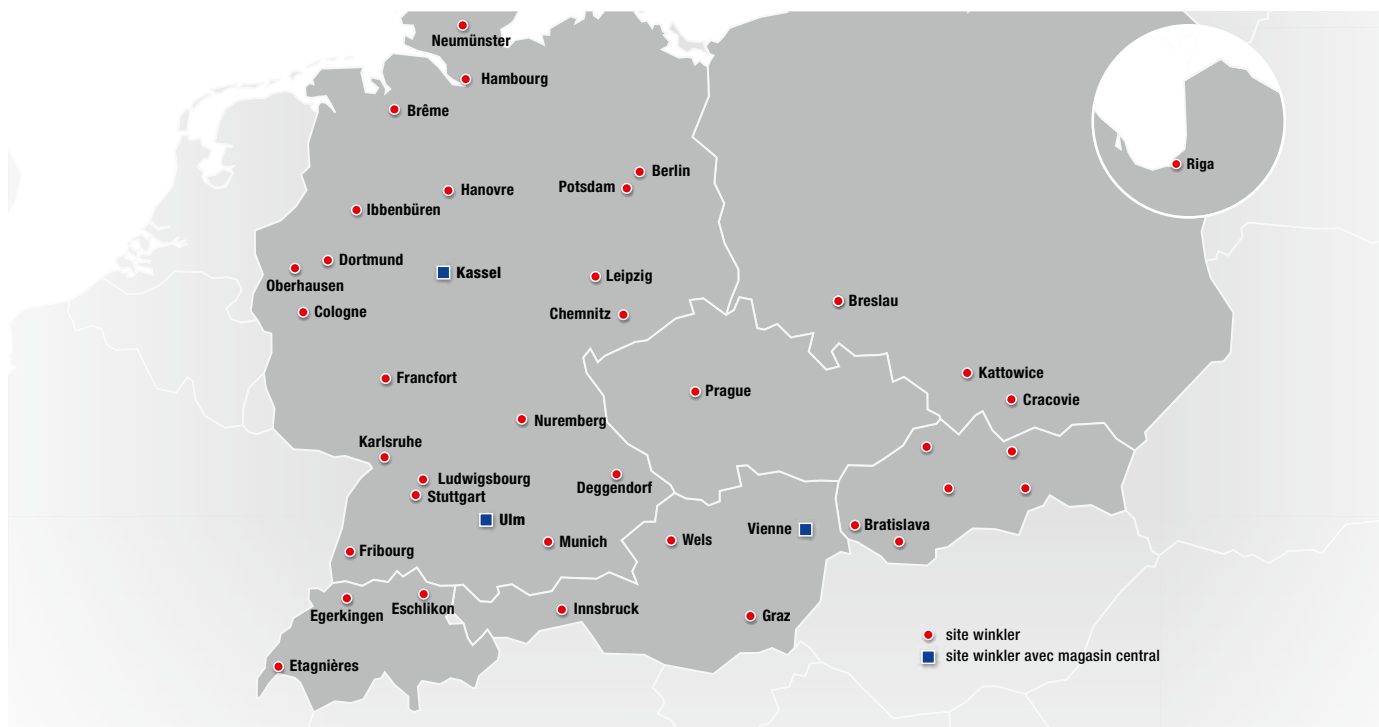 Neumünster
Hambourg
Brême
Riga
Berlin
Potsdam
Hanovre
Ibbenbüren
Dortmund
Kassel
Leipzig
Oberhausen
Breslau
Cologne
Chemnitz
Kattowice
Francfort
Prague
Cracovie
Nuremberg
Karlsruhe
Ludwigsbourg
Deggendorf
Stuttgart
Ulm
Bratislava
Vienne
Wels
Munich
Fribourg
Eschlikon
Innsbruck
Egerkingen
Graz
site winkler
site winkler avec magasin central
Etagnières